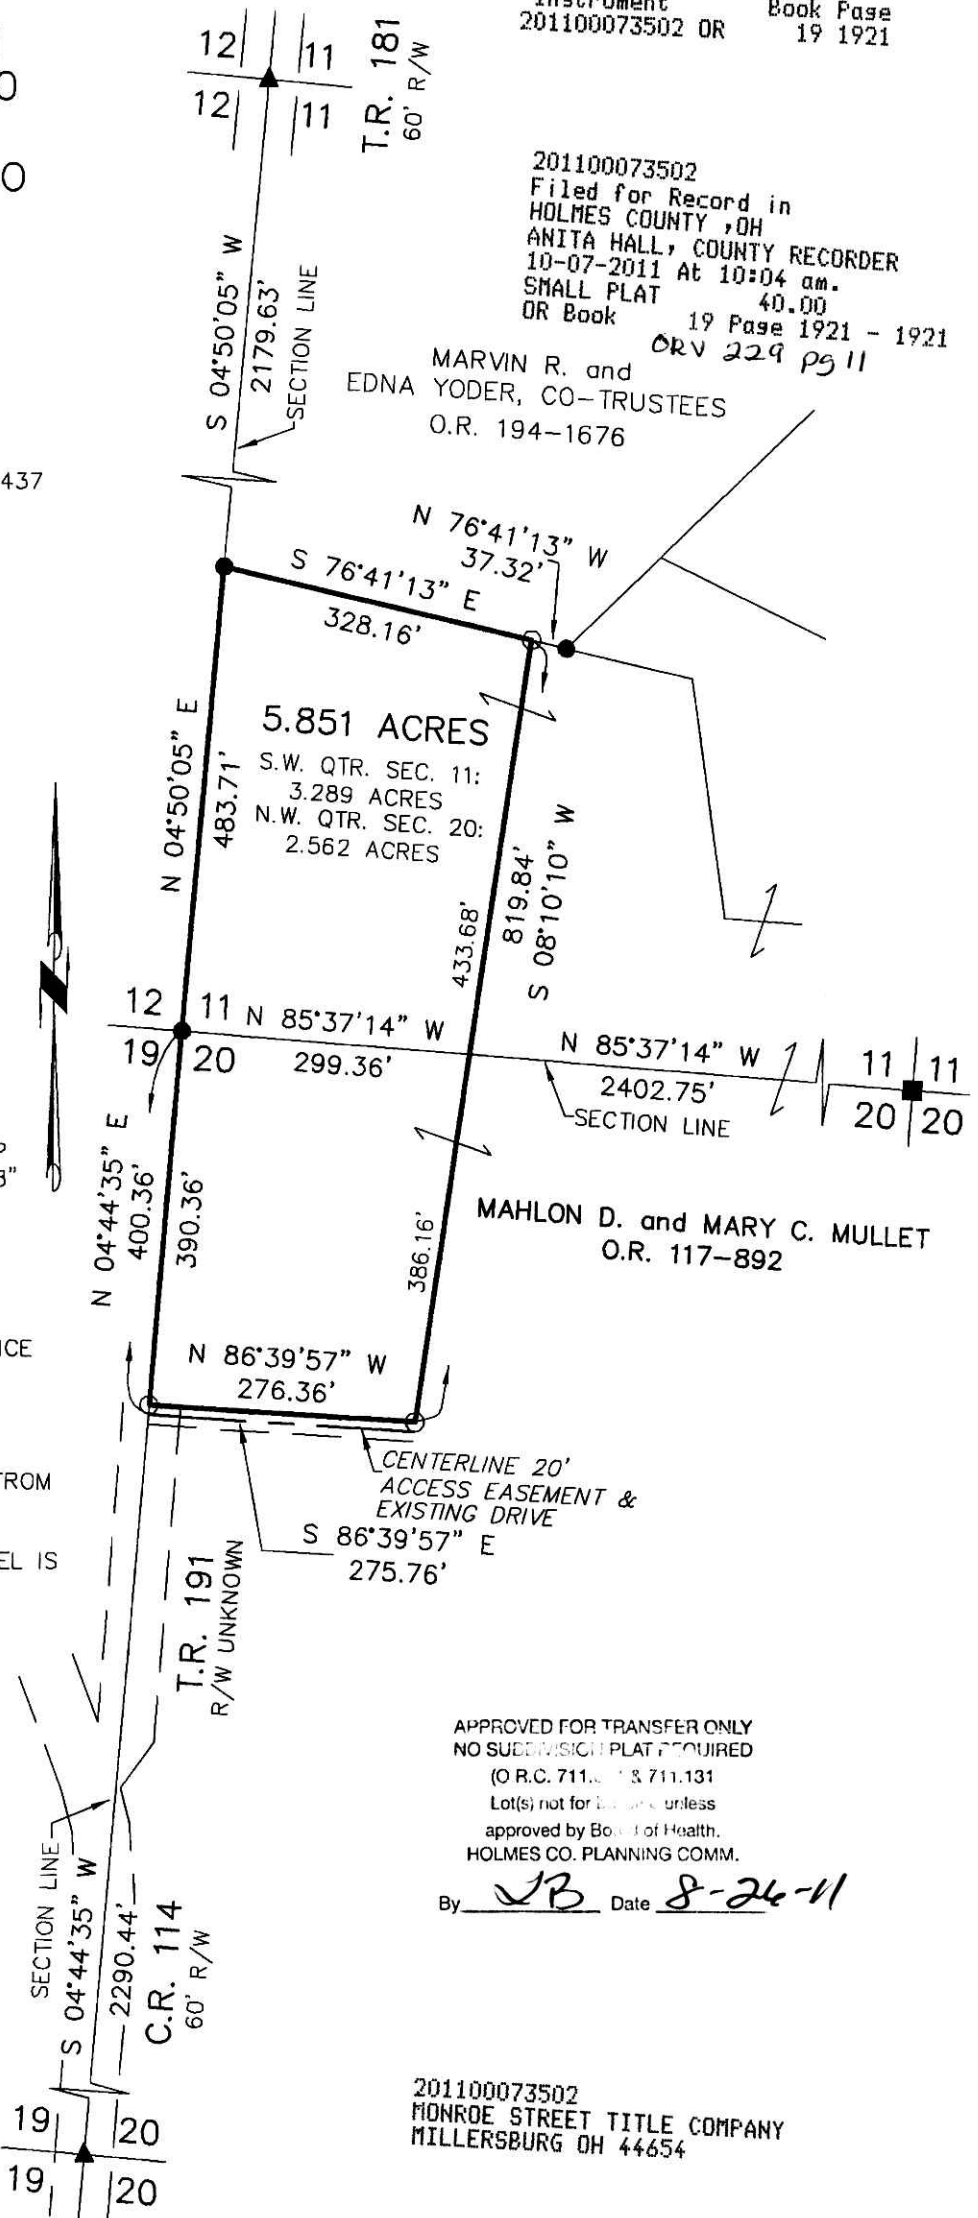 Instrument Book Page
201100073502 OR 19 1921
12 11
12 11
T.R. 181
60' R/W
O
O
201100073502
Filed for Record in
HOLMES COUNTY ,OH
ANITA HALL, COUNTY RECORDER
10-07-2011 At 10:04 am.
SMALL PLAT 40.00
OR Book 19 Page 1921 - 1921
ORV 229 pg 11
S 04°50'05" W
2179.63'
SECTION LINE
MARVIN R. and
EDNA YODER, CO-TRUSTEES
O.R. 194-1676
437
N 76°41'13" W
37.32'
S 76°41'13" E
328.16'
5.851 ACRES
S.W. QTR. SEC. 11:
3.289 ACRES
N.W. QTR. SEC. 20:
2.562 ACRES
N 04°50'05" E
483.71'
433.68'
819.84'
S 08°10'10" W
12 11
19 20
N 85°37'14" W
299.36'
N 85°37'14" W
2402.75'
SECTION LINE
11 11
20 20
N 04°44'35" E
400.36'
390.36'
386.16'
MAHLON D. and MARY C. MULLET
O.R. 117-892
N 86°39'57" W
276.36'
CENTERLINE 20'
ACCESS EASEMENT &
EXISTING DRIVE
S 86°39'57" E
275.76'
ICE
FROM
EL IS
T.R. 191
R/W UNKNOWN
APPROVED FOR TRANSFER ONLY
NO SUBDIVISION PLAT REQUIRED
(O R.C. 711. & 711.131
Lot(s) not for unless
approved by Board of Health.
HOLMES CO. PLANNING COMM.
By JB Date 8-26-11
SECTION LINE
S 04°44'35" W
2290.44'
C.R. 114
60' R/W
19 20
19 20
201100073502
MONROE STREET TITLE COMPANY
MILLERSBURG OH 44654